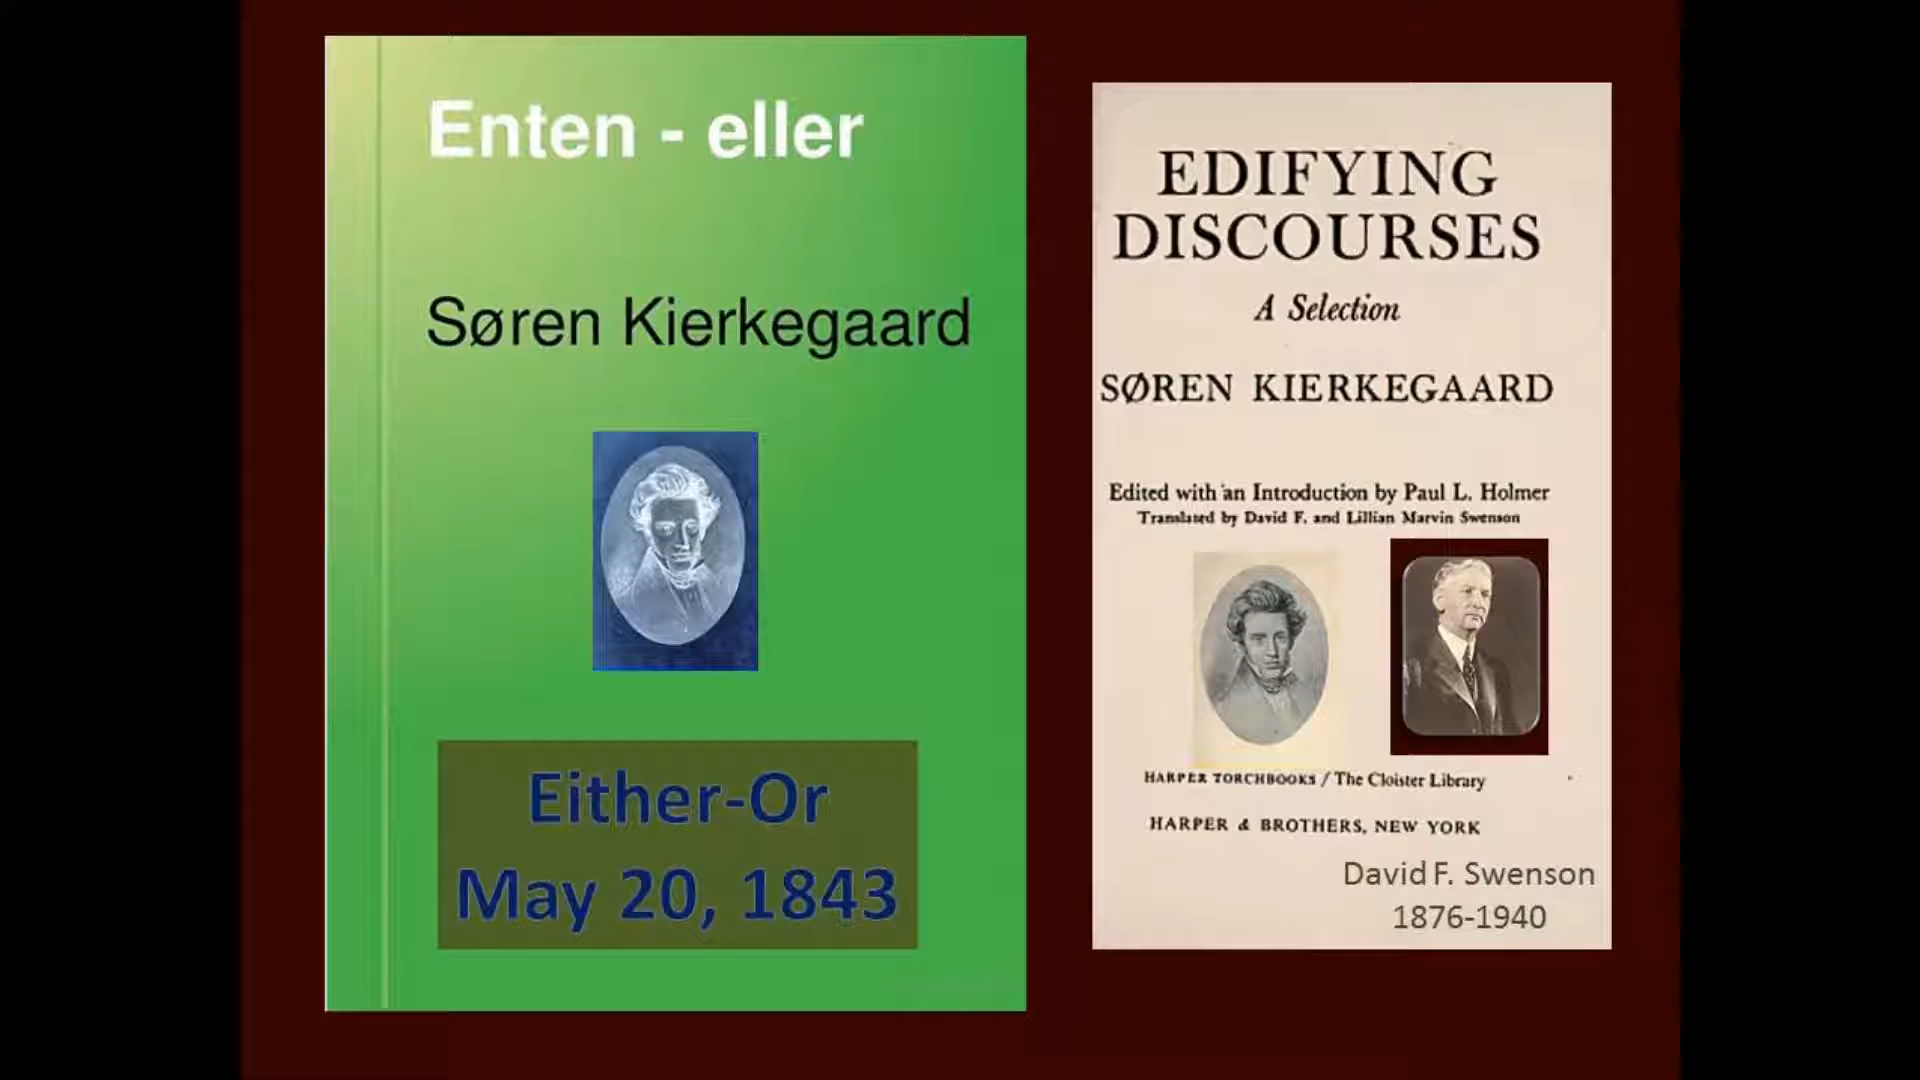 Enten - eller
Søren Kierkegaard
Either-Or
May 20, 1843
EDIFYING
DISCOURSES
A Selection
SØREN KIERKEGAARD
Edited with an Introduction by Paul L. Holmer
Translated by David F. and Lillian Marvin Swenson
HARPER TORCHBOOKS / The Cloister Library
HARPER & BROTHERS, NEW YORK
David F. Swenson
1876-1940